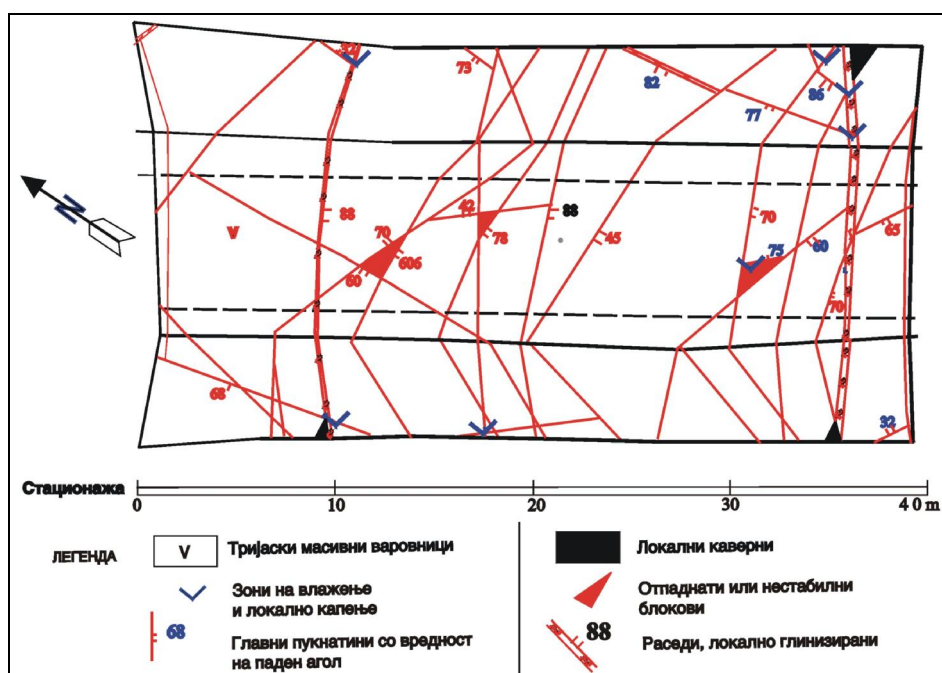 32
73
82
77
86
N
V
88
42
78
88
70
60
606
45
70
75
60
65
70
68
32
Стационажа
0 10 20 30 40 m
ЛЕГЕНДА
V Тријаски масивни варовници
Зони на влажење
и локално капење
68 Главни пукнатини со вредност
на паден агол
Локални каверни
Отпаднати или нестабилни
блокови
88 Раседи, локално глинизирани